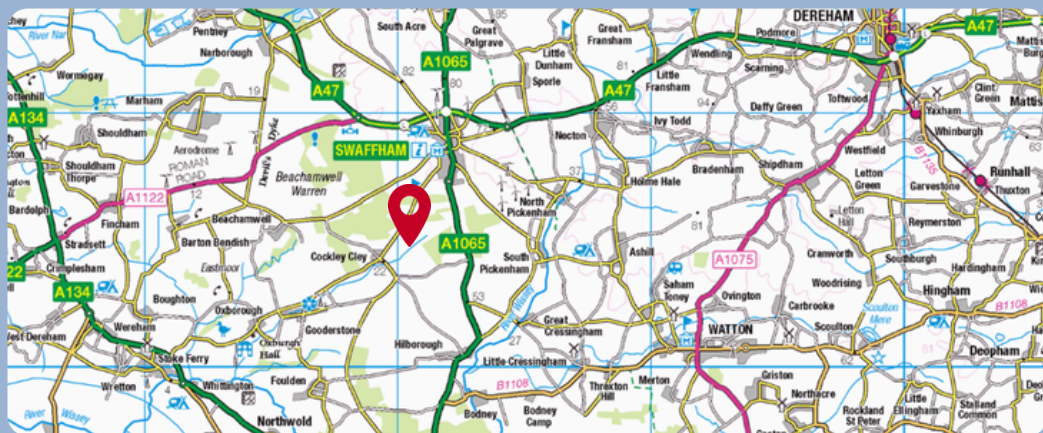 South Acre
Great
Palgrave
Great
Fransham
DEREHAM
Podmore
A47
River Nar
Pentney
Narborough
A1065
Little
Dunham
Wendling
Scarning
Wormegay
82
80
Sporle
81
Little
Fransham
A47
A47
19
Marham
94
Daffy Green
Toftwood
Clint
Green
Yaxham
A134
Shouldham
Devil's Dyke
Necton
56
Ivy Todd
Whinburgh
Aerodrome
SWAFFHAM
Westfield
Shouldham
Thorpe
ROMAN
ROAD
Beachamwell
Warren
Bradenham
Shipdham
B1135
Runhall
A1122
12
37
Holme Hale
Letton
Green
Garvestone
Thuxton
Bardolph
Fincham
Beachamwell
North
Pickenham
81
Letton
Hall
Reymerston
Stradsett
Barton Bendish
A1065
Ashill
A1075
Cranworth
Southburgh
22
Crimplesham
Eastmoor
Cockley Cley
22
South
Pickenham
Hardingham
A134
Boughton
Oxborough
53
River Wissey
Saham
Toney
Ovington
Woodrising
Carbrooke
Scoulton
Mere
Hingham
B1108
Wereham
Gooderstone
Great
Cressingham
WATTON
Scoulton
West Dereham
Oxburgh
Hall
Hilborough
27
Stoke Ferry
Little Cressingham
62
61
Deopham
Wretton
4
Whittington
Foulden
B1108
Threxton
Hill
Merton
Griston
Northacre
Little
Ellingham
Stalland
Common
River Wissey
Northwold
Bodney
Bodney
Camp
Rockland
St Peter